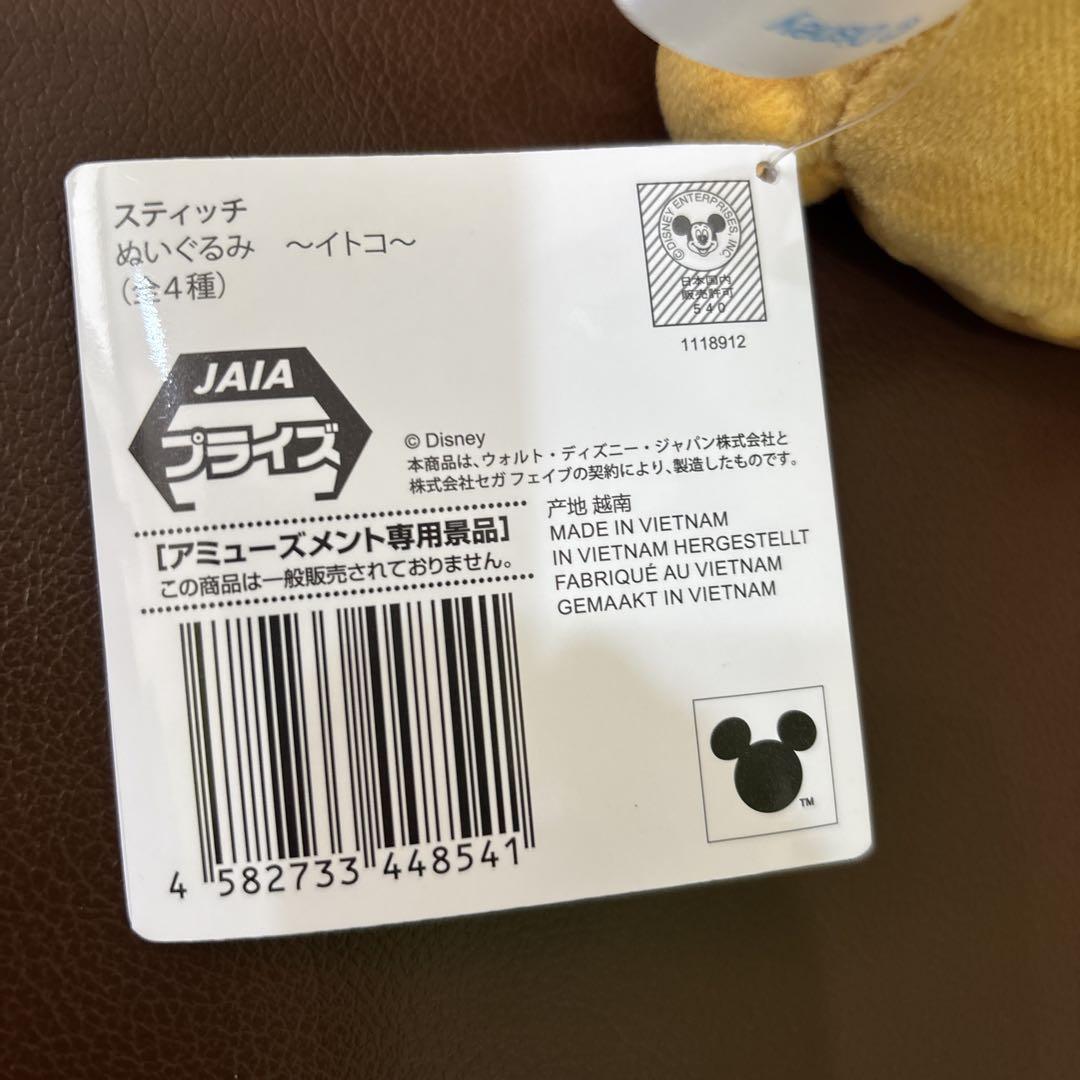 スティッチ
ぬいぐるみ　～イトコ～
（全4種）
© DISNEY ENTERPRISES, INC.
日本国内
販売許可
540
1118912
JAIA
プライズ
© Disney
本商品は、ウォルト・ディズニー・ジャパン株式会社と
株式会社セガ フェイブの契約により、製造したものです。
[アミューズメント専用景品]
この商品は一般販売されておりません。
产地 越南
MADE IN VIETNAM
IN VIETNAM HERGESTELLT
FABRIQUÉ AU VIETNAM
GEMAAKT IN VIETNAM
4 582733 448541
TM